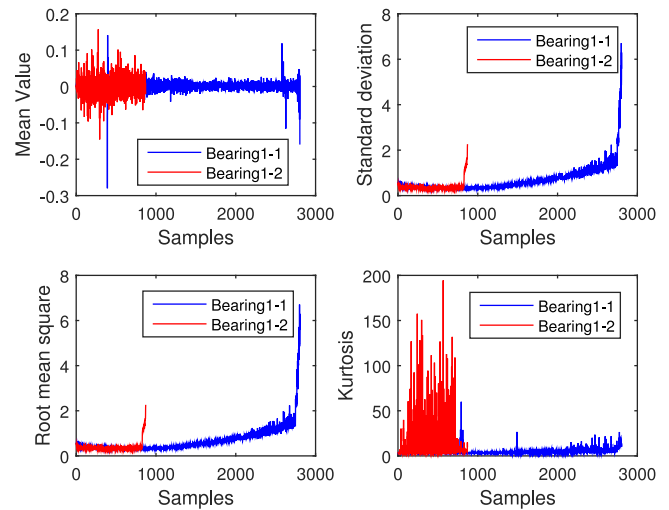 0.2
0.1
0
-0.1
-0.2
-0.3
Mean Value
Bearing1-1
Bearing1-2
0 1000 2000 3000
Samples
8
6
4
2
0
Standard deviation
Bearing1-1
Bearing1-2
0 1000 2000 3000
Samples
8
6
4
2
0
Root mean square
Bearing1-1
Bearing1-2
0 1000 2000 3000
Samples
200
150
100
50
0
Kurtosis
Bearing1-1
Bearing1-2
0 1000 2000 3000
Samples